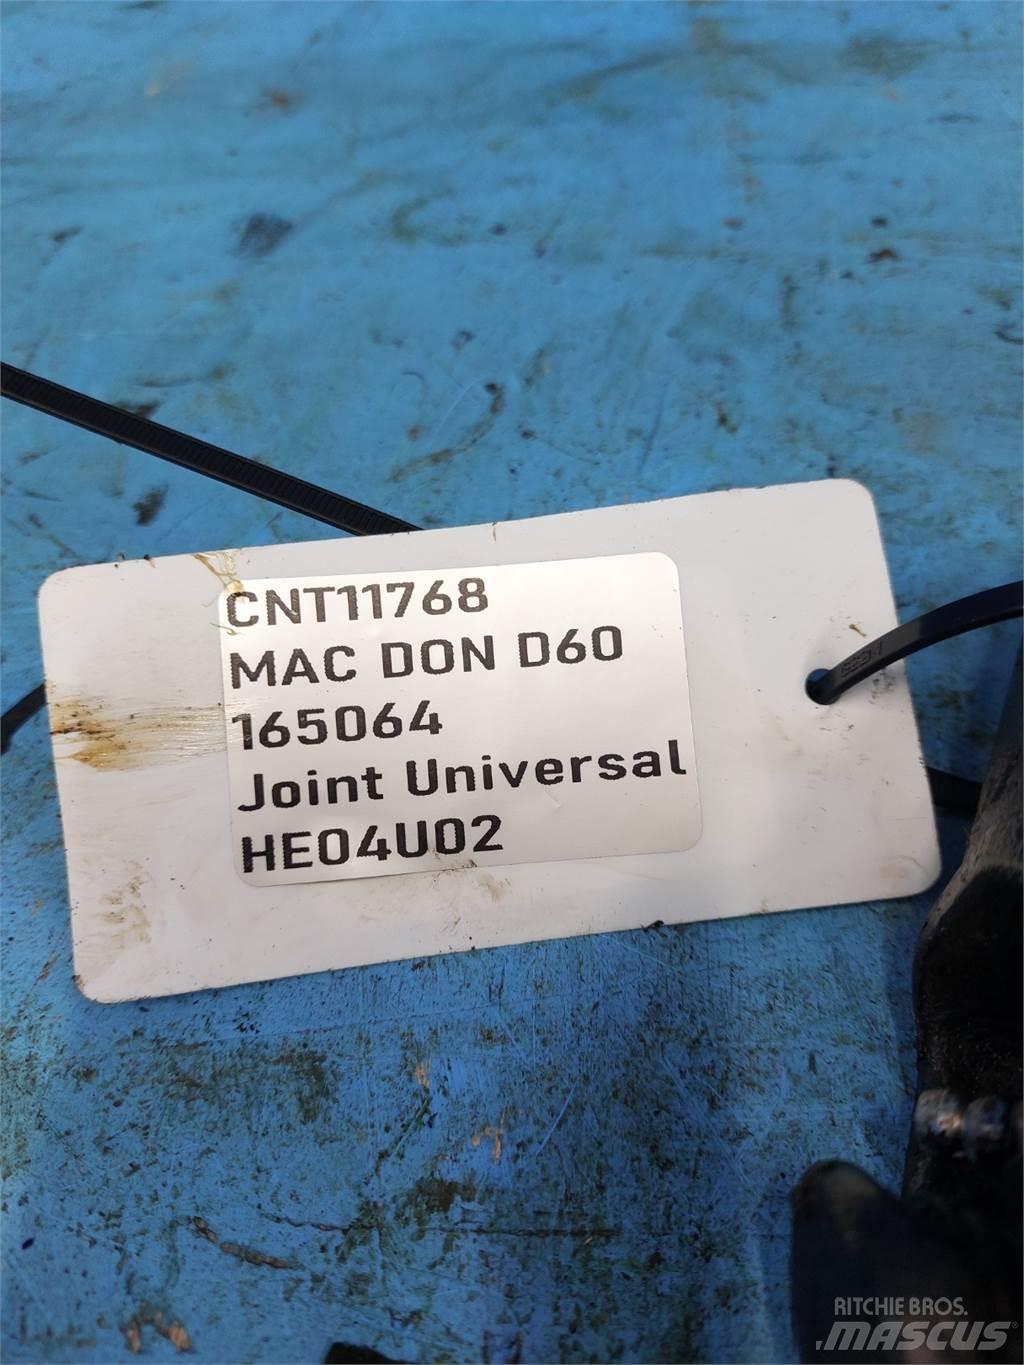 CNT11768
MAC DON D60
165064
Joint Universal
HE04U02
RITCHIE BROS.
MASCUS